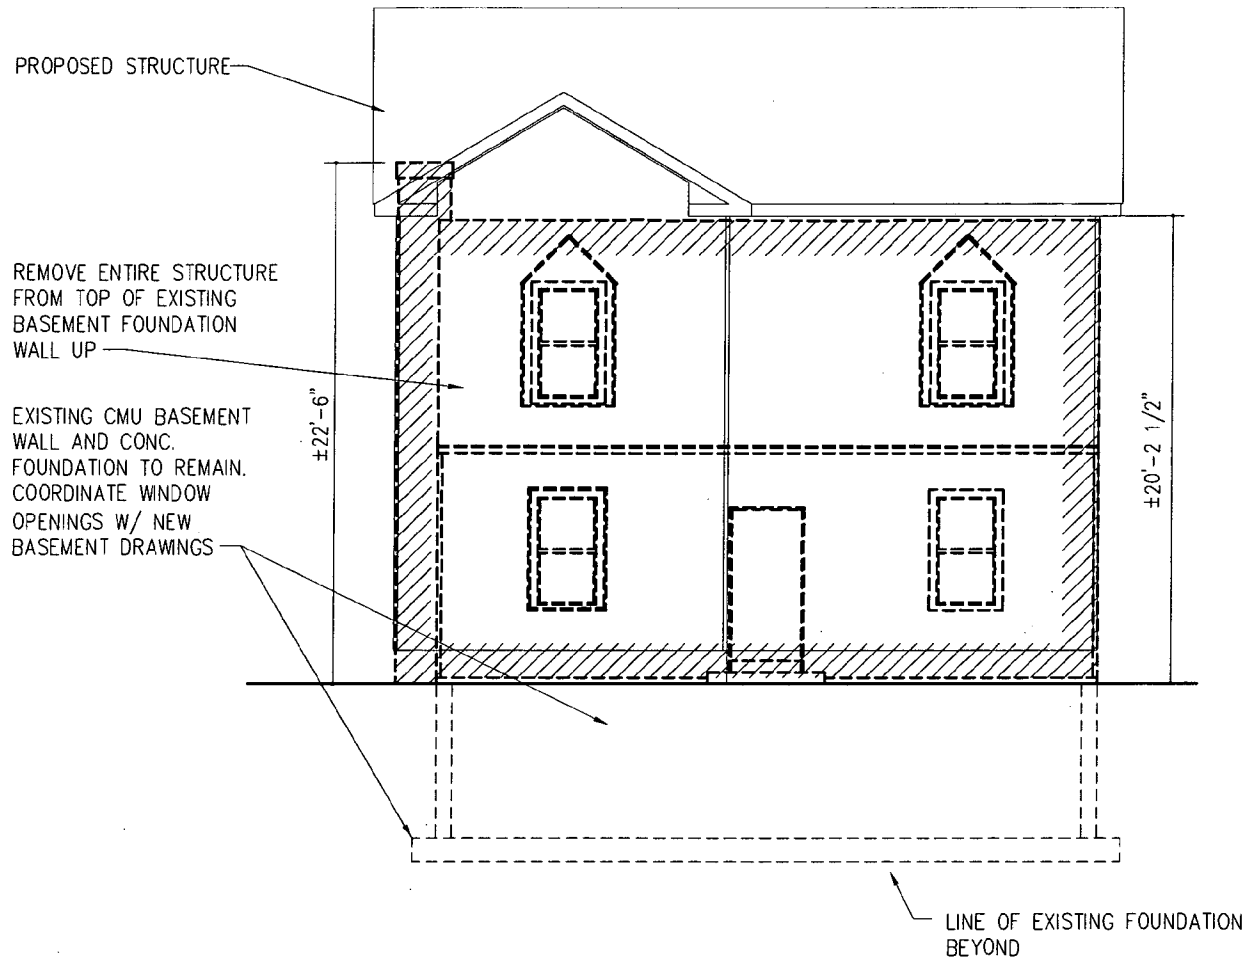 PROPOSED STRUCTURE
REMOVE ENTIRE STRUCTURE
FROM TOP OF EXISTING
BASEMENT FOUNDATION
WALL UP
EXISTING CMU BASEMENT
WALL AND CONC.
FOUNDATION TO REMAIN.
COORDINATE WINDOW
OPENINGS W/ NEW
BASEMENT DRAWINGS
±22'-6"
±20'-2 1/2"
LINE OF EXISTING FOUNDATION
BEYOND